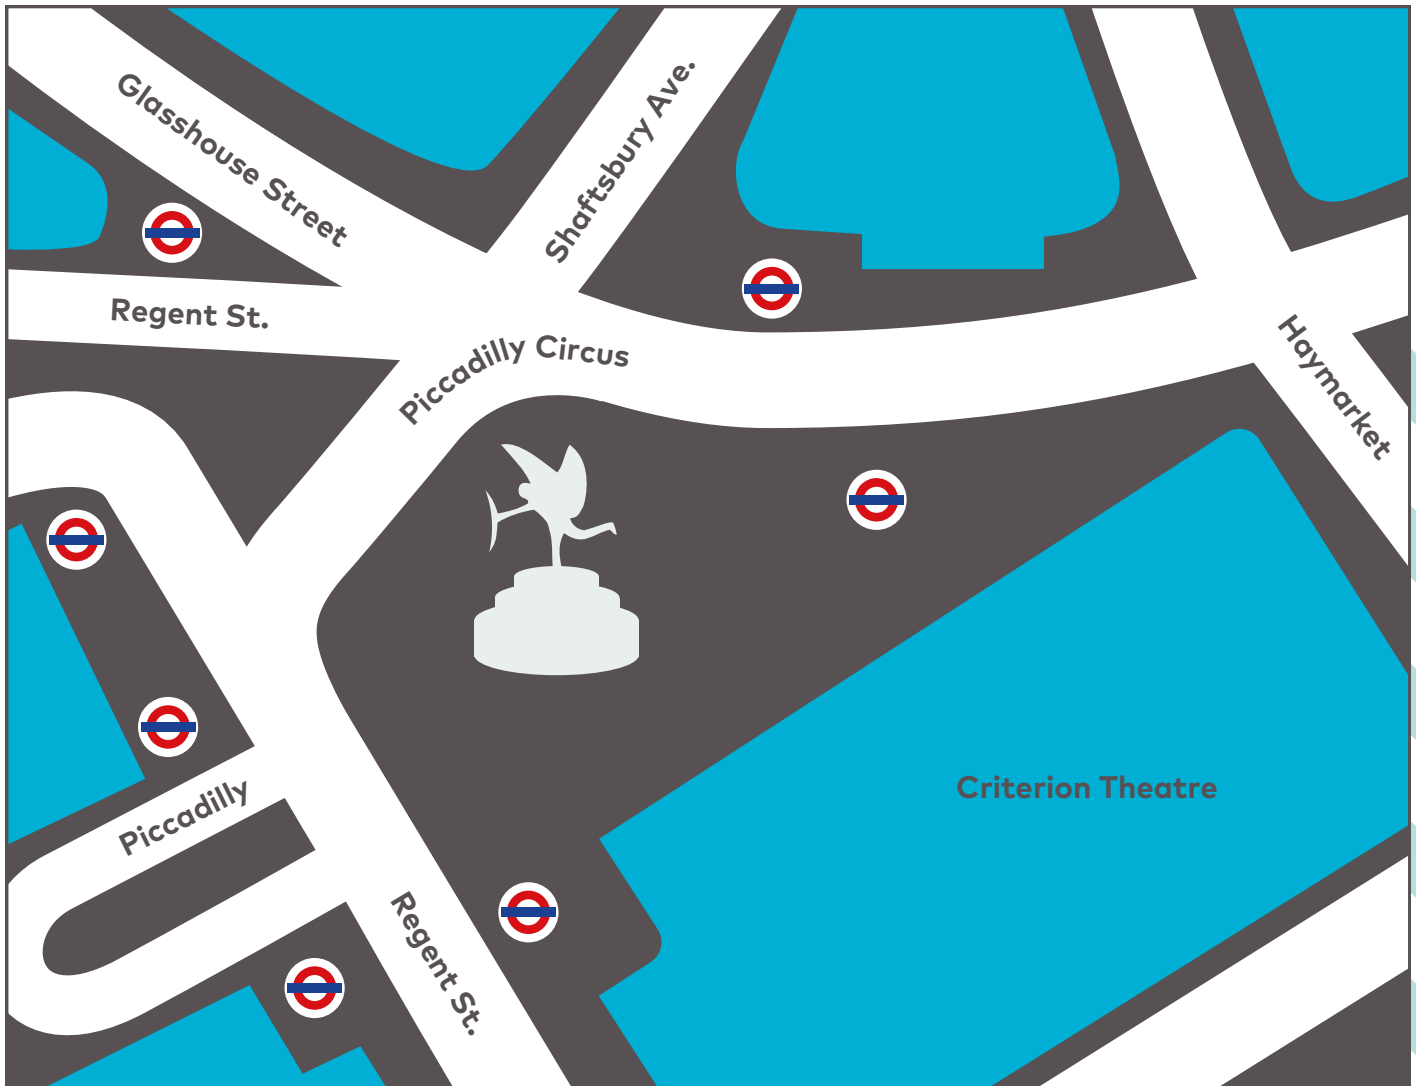 Glasshouse Street
Shaftsbury Ave.
Regent St.
Piccadilly Circus
Haymarket
Piccadilly
Criterion Theatre
Regent St.